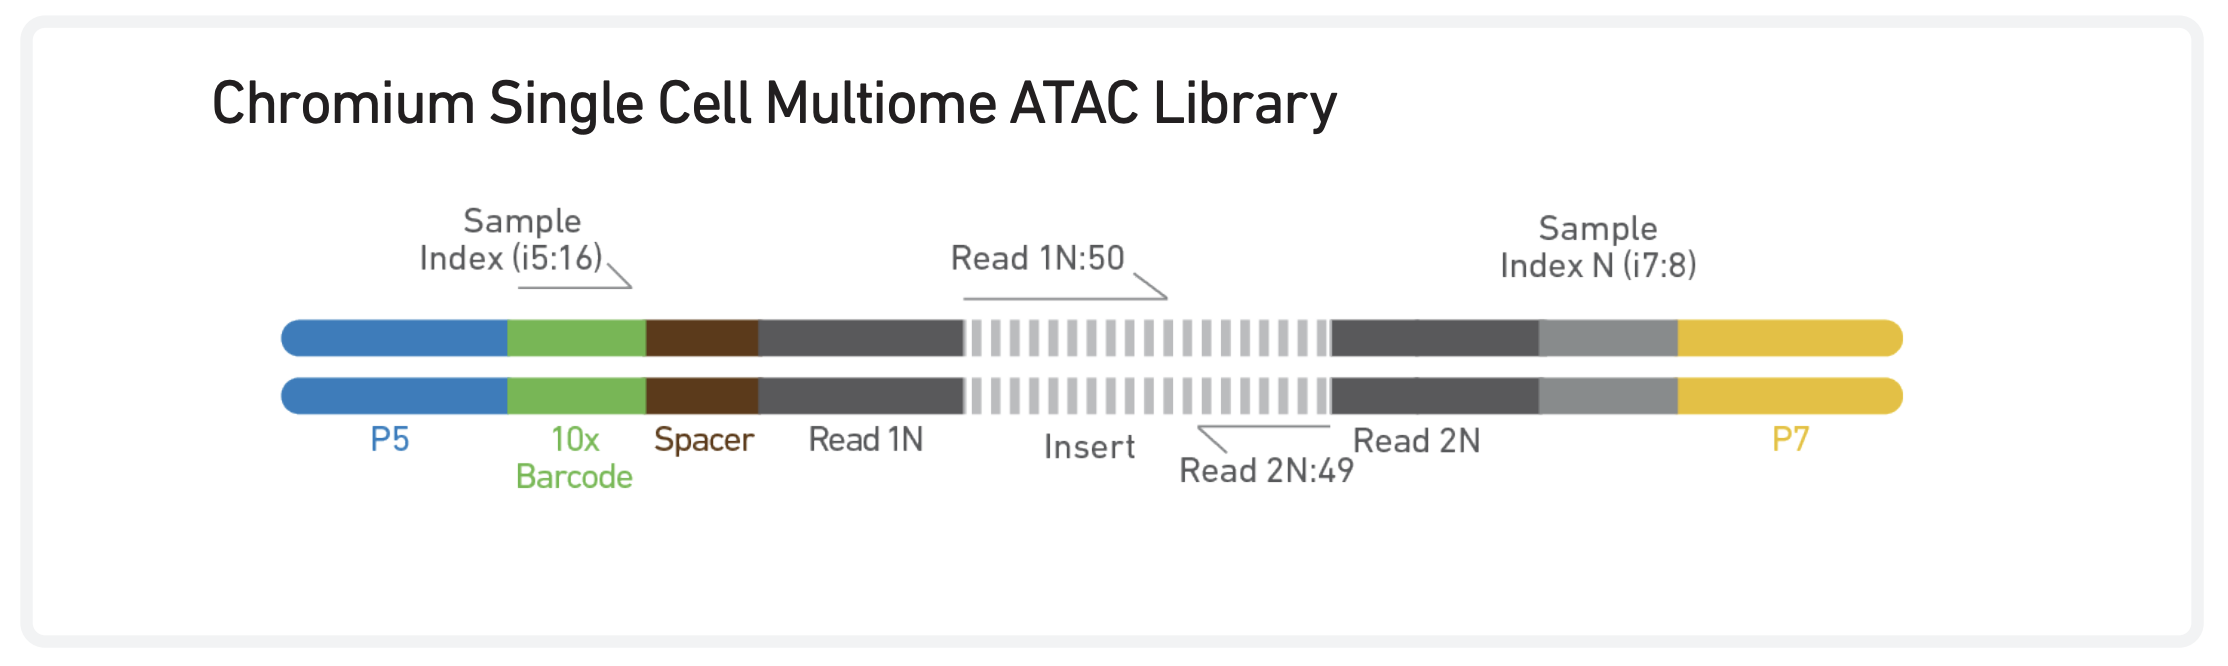 Chromium Single Cell Multiome ATAC Library
Sample
Index (i5:16)
Read 1N:50
Sample
Index N (i7:8)
P5
10x
Barcode
Spacer
Read 1N
Insert
Read 2N:49
Read 2N
P7